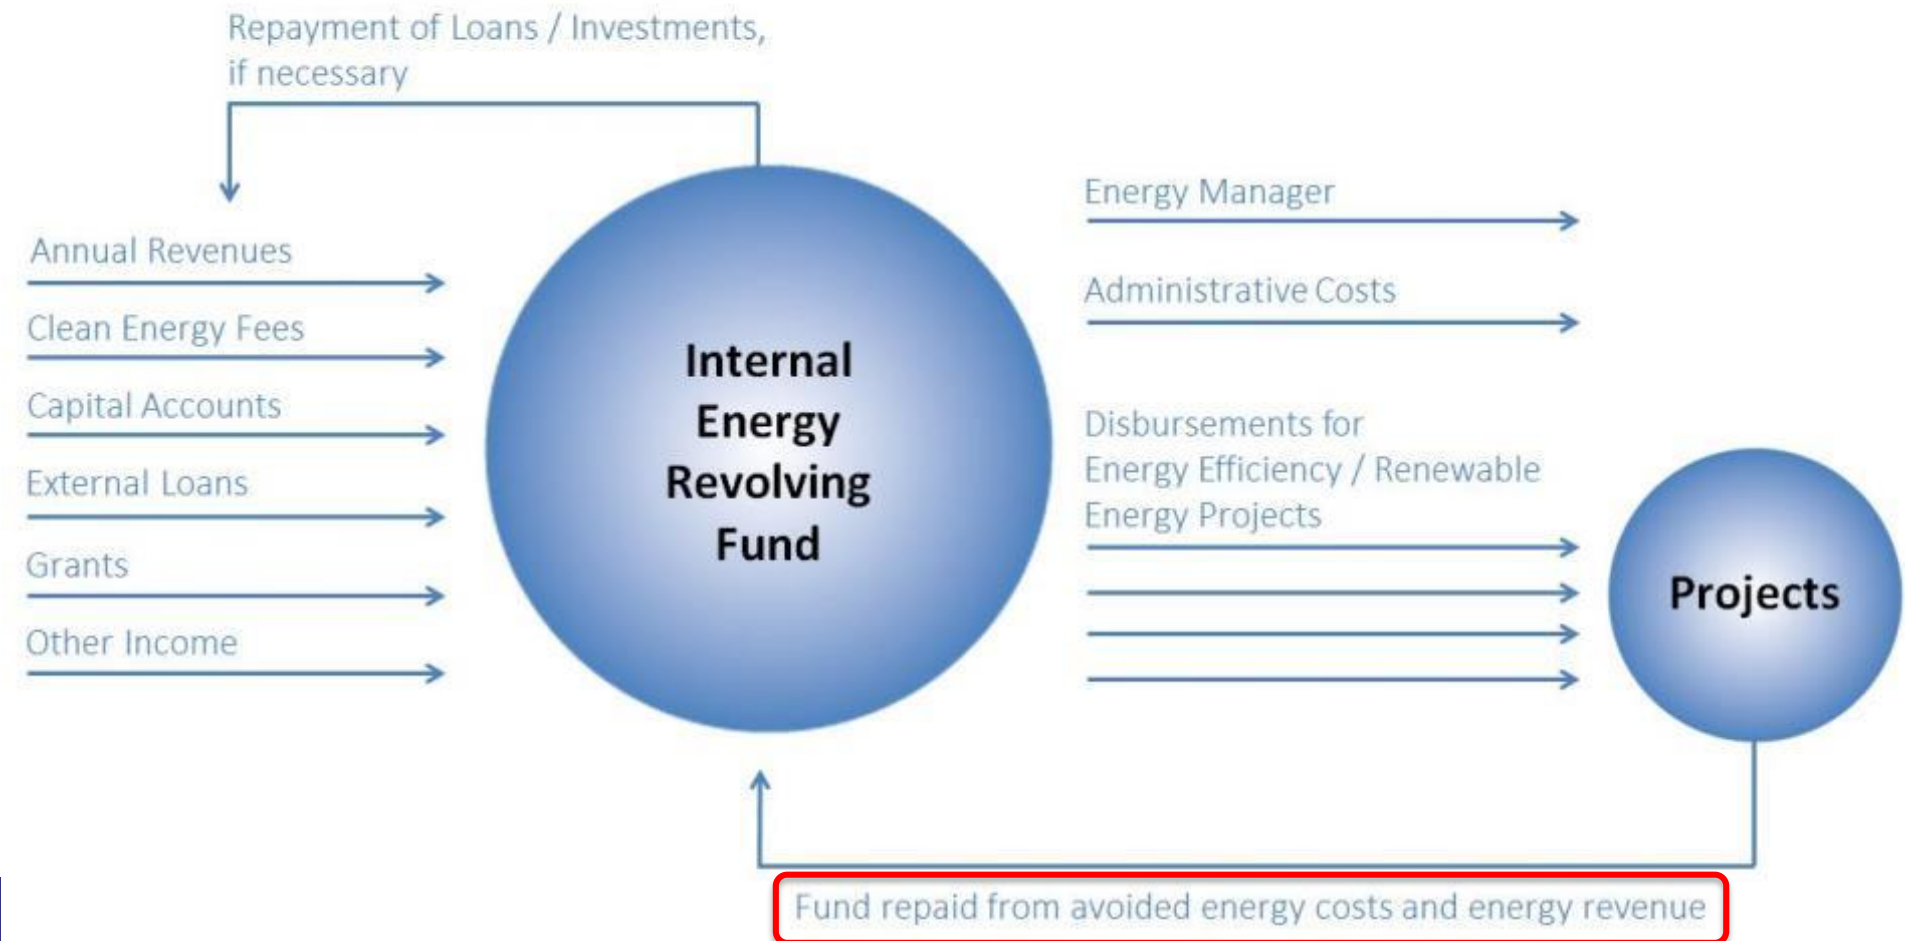 Repayment of Loans / Investments,
if necessary
Annual Revenues
Clean Energy Fees
Capital Accounts
External Loans
Grants
Other Income
Internal
Energy
Revolving
Fund
Energy Manager
Administrative Costs
Disbursements for
Energy Efficiency / Renewable
Energy Projects
Projects
Fund repaid from avoided energy costs and energy revenue